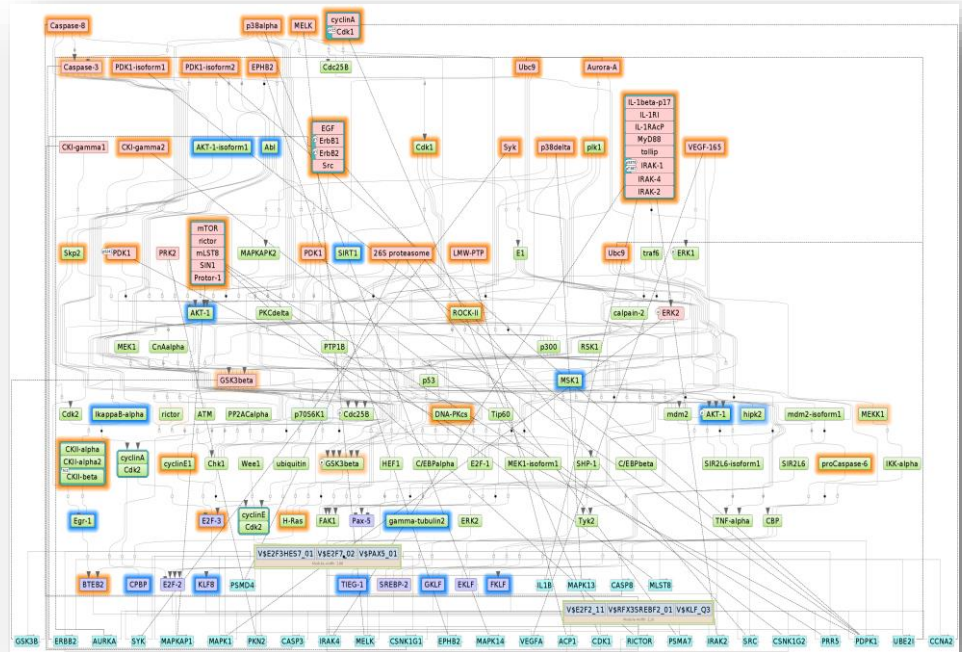 Caspase-8 p38alpha MELK cyclinA
Cdk1
Caspase-3 PDK1-isoform1 PDK1-isoform2 EPHB2 Cdc25B Ubc9 Aurora-A
IL-1beta-p17
IL-1RI
IL-1RAcP
MyD88
tollip
IRAK-1
IRAK-4
IRAK-2
EGF
ErbB1
ErbB2
Src
CKI-gamma1 CKI-gamma2 AKT-1-isoform1 Abl Cdk1 Syk p38delta plk1 VEGF-165
mTOR
rictor
mLST8
SIN1
Protor-1
Skp2 PDK1 PRK2 MAPKAPK2 PDK1 SIRT1 26S proteasome LMW-PTP E1 Ubc9 traf6 ERK1
AKT-1 PKCdelta ROCK-II calpain-2 ERK2
MEK1 CnAalpha PTP1B p300 RSK1
GSK3beta p53 MSK1
Cdk2 IkappaB-alpha rictor ATM PP2ACalpha p70S6K1 Cdc25B DNA-PKcs Tip60 mdm2 AKT-1 hipk2 mdm2-isoform1 MEKK1
CKII-alpha
CKII-alpha2
CKII-beta
cyclinA
Cdk2
cyclinE1 Chk1 Wee1 ubiquitin GSK3beta HEF1 C/EBPalpha E2F-1 MEK1-isoform1 SHP-1 C/EBPbeta SIR2L6-isoform1 SIR2L6 proCaspase-6 IKK-alpha
Egr-1 E2F-3 cyclinE
Cdk2
H-Ras FAK1 Pax-5 gamma-tubulin2 ERK2 Tyk2 TNF-alpha CBP
V$E2F3HES7_01 V$E2F7_02 V$PAX5_01
BTEB2 CPBP E2F-2 KLF8 PSMD4 TIEG-1 SREBP-2 GKLF EKLF FKLF IL1B MAPK13 CASP8 MLST8
V$E2F2_11 V$RFX3SREBF2_01 V$KLF_Q3
GSK3B ERBB2 AURKA SYK MAPKAP1 MAPK1 PKN2 CASP3 IRAK4 MELK CSNK1G1 EPHB2 MAPK14 VEGFA ACP1 CDK1 RICTOR PSMA7 IRAK2 SRC CSNK1G2 PRR5 PDPK1 UBE2I CCNA2